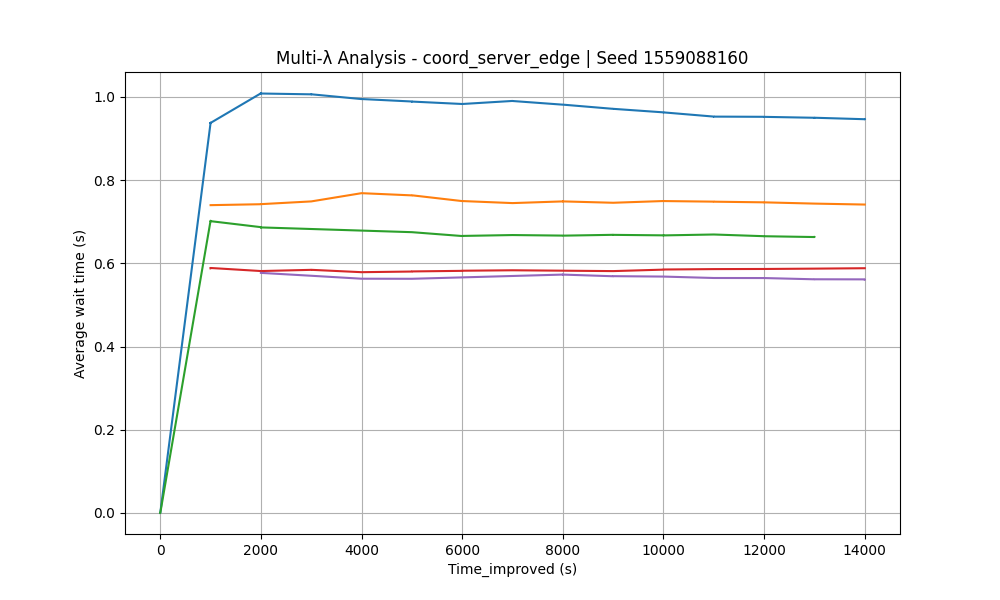 Multi-λ Analysis - coord_server_edge | Seed 1559088160
Average wait time (s)
1.0
0.8
0.6
0.4
0.2
0.0
0 2000 4000 6000 8000 10000 12000 14000
Time_improved (s)